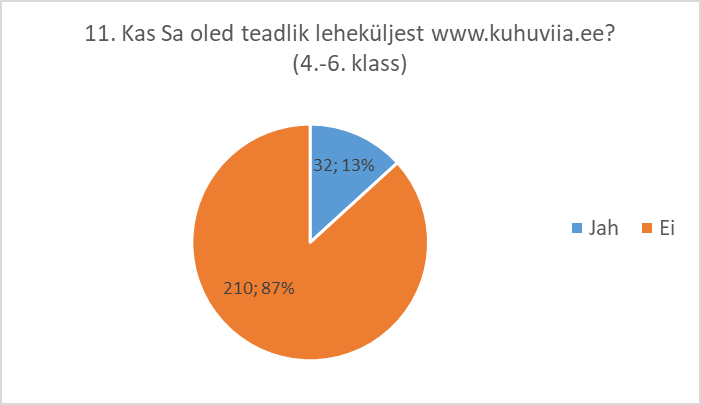 11. Kas Sa oled teadlik leheküljest www.kuhuviia.ee?
(4.-6. klass)
32; 13%
210; 87%
Jah
Ei